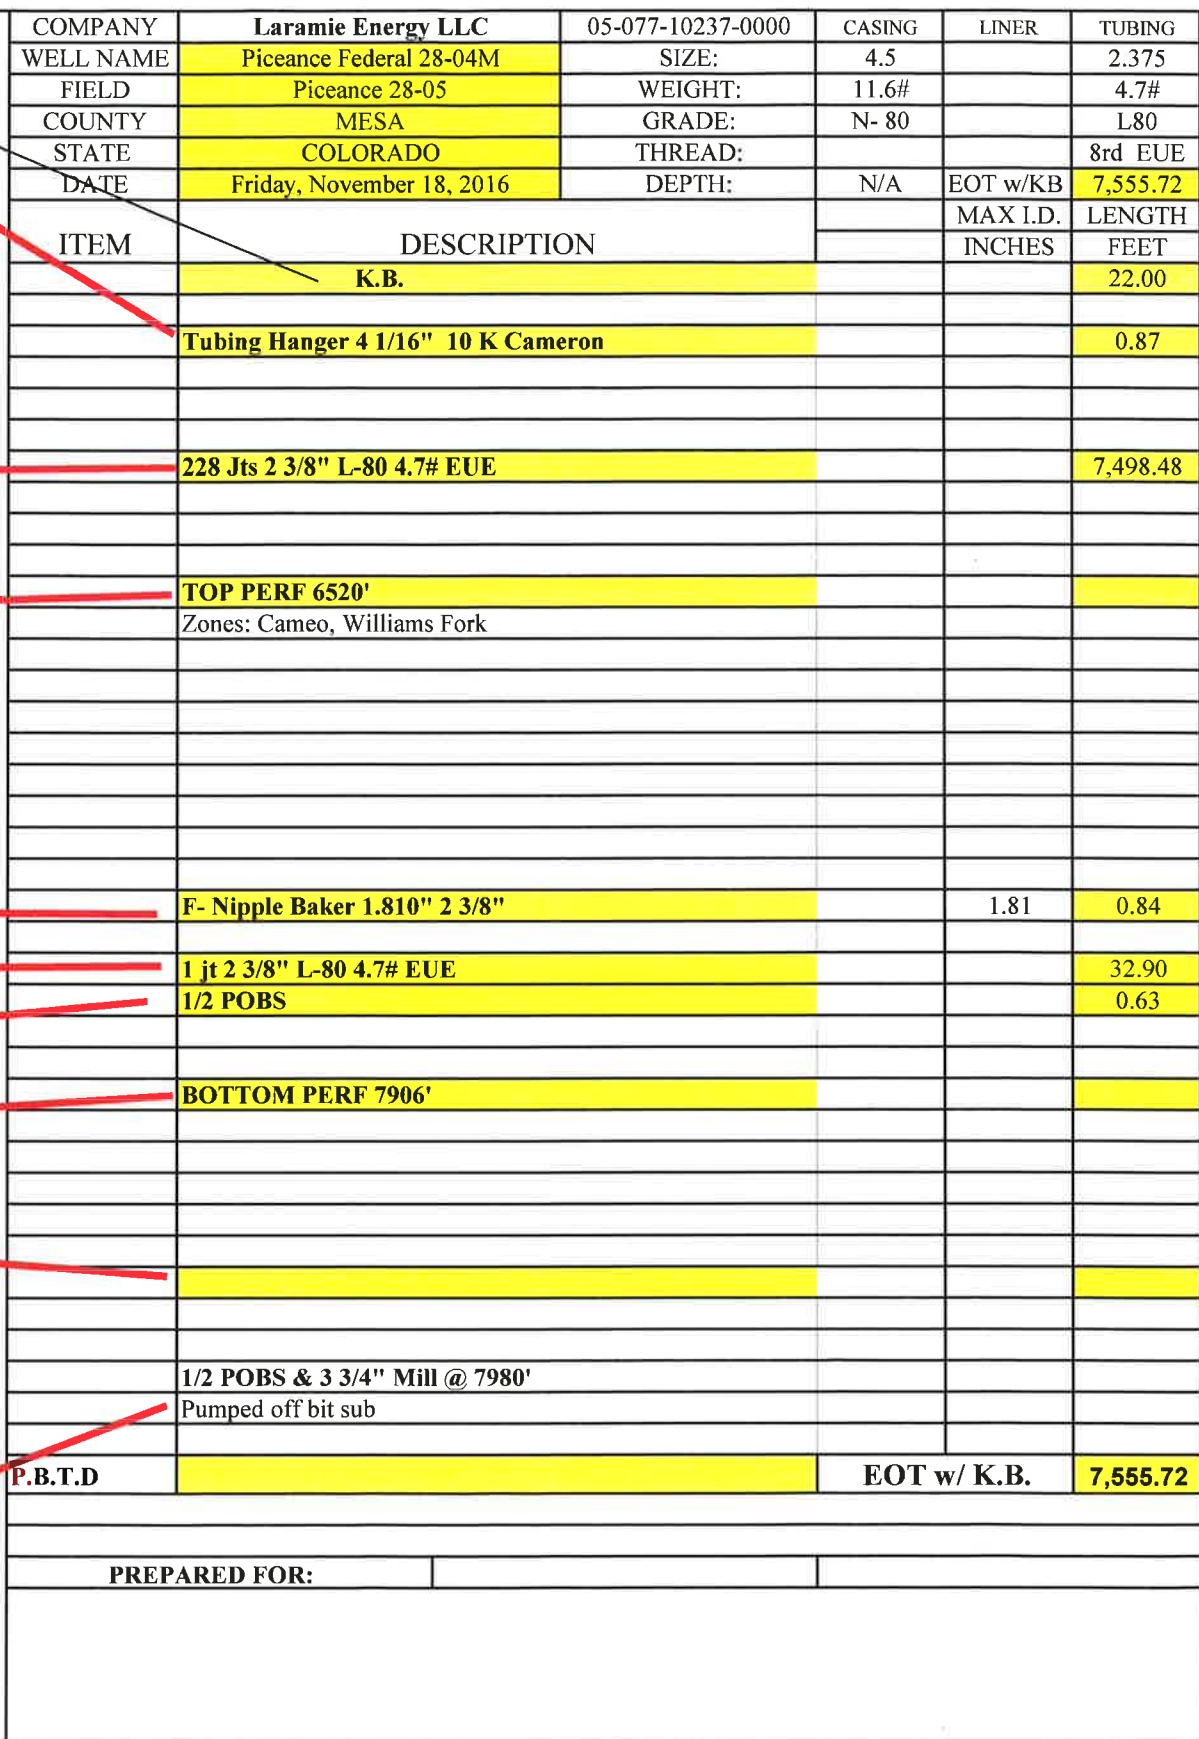 COMPANY Laramie Energy LLC 05-077-10237-0000 CASING LINER TUBING
WELL NAME Piceance Federal 28-04M SIZE: 4.5 2.375
FIELD Piceance 28-05 WEIGHT: 11.6# 4.7#
COUNTY MESA GRADE: N- 80 L80
STATE COLORADO THREAD: 8rd EUE
DATE Friday, November 18, 2016 DEPTH: N/A EOT w/KB 7,555.72
MAX I.D. LENGTH
ITEM DESCRIPTION INCHES FEET
K.B. 22.00
Tubing Hanger 4 1/16" 10 K Cameron 0.87
228 Jts 2 3/8" L-80 4.7# EUE 7,498.48
TOP PERF 6520'
Zones: Cameo, Williams Fork
F- Nipple Baker 1.810" 2 3/8" 1.81 0.84
1 jt 2 3/8" L-80 4.7# EUE 32.90
1/2 POBS 0.63
BOTTOM PERF 7906'
1/2 POBS & 3 3/4" Mill @ 7980'
Pumped off bit sub
P.B.T.D EOT w/ K.B. 7,555.72
PREPARED FOR: